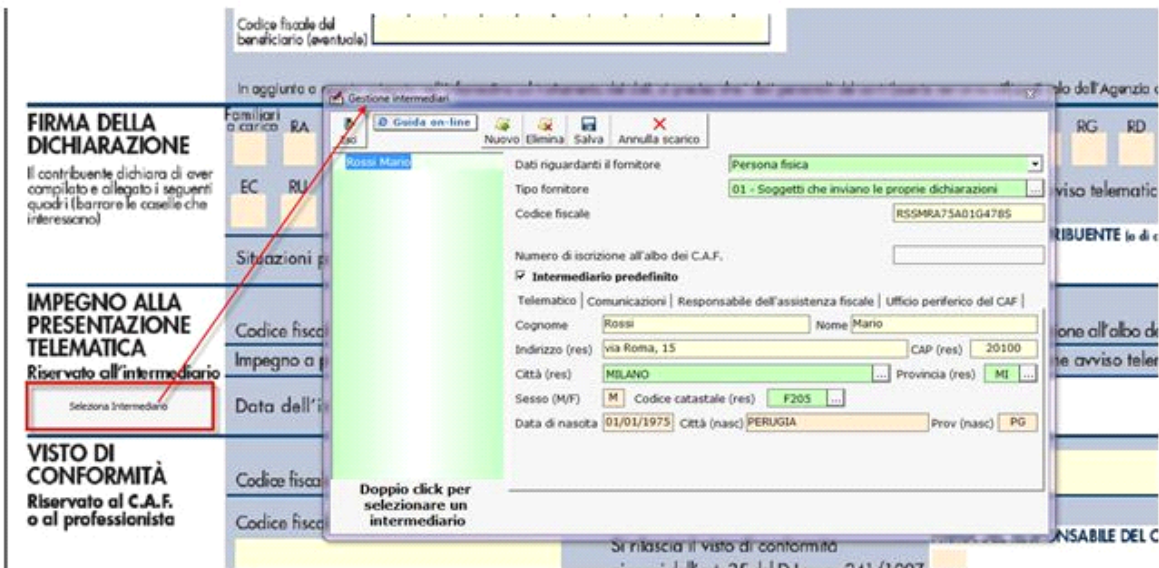 Codice fiscale del
beneficiario (eventuale)
In aggiunta a
dall'Agenzia
FIRMA DELLA
DICHIARAZIONE
Il contribuente dichiara di aver
compilato e allegato i seguenti
quadri (barrare le caselle che
interessano)
Familiari
a carico RA
RG RD
EC RU
avviso telematic
Situazioni
RIBUENTE (o di c
IMPEGNO ALLA
PRESENTAZIONE
TELEMATICA
Riservato all'intermediario
Seleziona Intermediario
Codice fisca
ione all'albo de
Impegno a p
ne avviso teler
Data dell'i
VISTO DI
CONFORMITÀ
Riservato al C.A.F.
o al professionista
Codice fisca
Codice fisca
NSABILE DEL C
Si rilascia il visto di conformità
Gestione intermediari
Esci
Guida on-line
Nuovo Elimina Salva Annulla scarico
Rossi Mario
Doppio click per
selezionare un
intermediario
Dati riguardanti il fornitore Persona fisica
Tipo fornitore 01 - Soggetti che inviano le proprie dichiarazioni ...
Codice fiscale RSSMRA75A01G478S
Numero di iscrizione all'albo dei C.A.F.
Intermediario predefinito
Telematico Comunicazioni Responsabile dell'assistenza fiscale Ufficio periferico del CAF
Cognome Rossi Nome Mario
Indirizzo (res) via Roma, 15 CAP (res) 20100
Città (res) MILANO ... Provincia (res) MI ...
Sesso (M/F) M Codice catastale (res) F205 ...
Data di nascita 01/01/1975 Città (nasc) PERUGIA Prov (nasc) PG